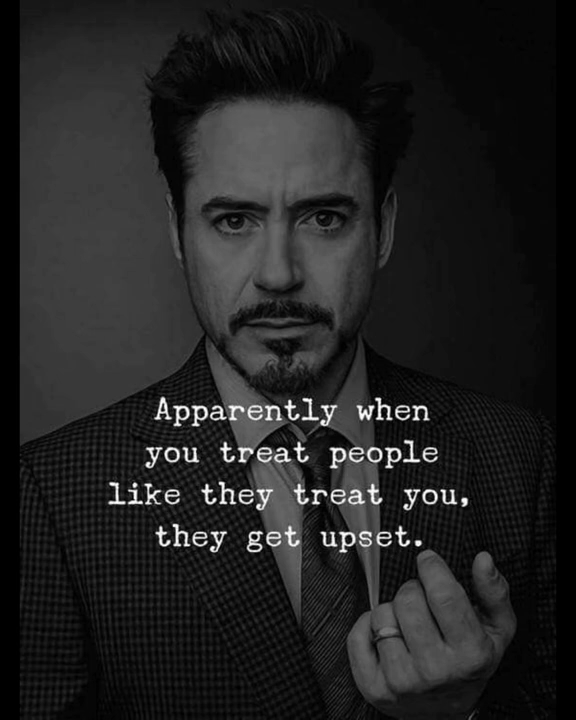 Apparently when
you treat people
like they treat you,
they get upset.